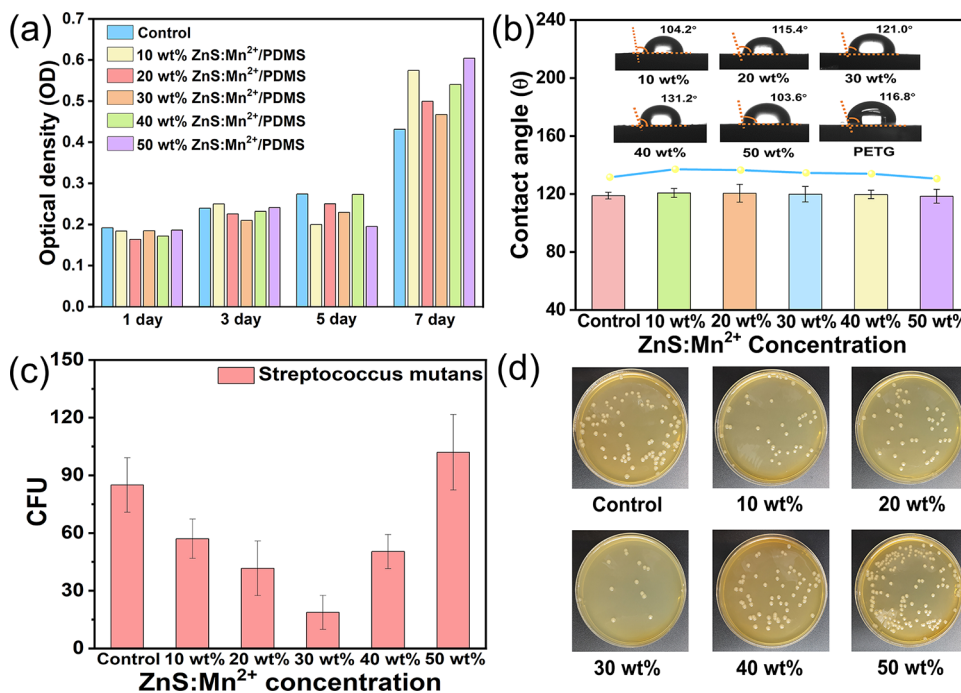 (a)
Optical density (OD)
0.7
0.6
0.5
0.4
0.3
0.2
0.1
0.0
Control
10 wt% ZnS:Mn²⁺/PDMS
20 wt% ZnS:Mn²⁺/PDMS
30 wt% ZnS:Mn²⁺/PDMS
40 wt% ZnS:Mn²⁺/PDMS
50 wt% ZnS:Mn²⁺/PDMS
1 day 3 day 5 day 7 day
(b)
Contact angle (θ)
240
200
160
120
80
40
104.2° 115.4° 121.0°
10 wt% 20 wt% 30 wt%
131.2° 103.6° 116.8°
40 wt% 50 wt% PETG
Control 10 wt% 20 wt% 30 wt% 40 wt% 50 wt%
ZnS:Mn²⁺ Concentration
(c)
CFU
150
120
90
60
30
0
Streptococcus mutans
Control 10 wt% 20 wt% 30 wt% 40 wt% 50 wt%
ZnS:Mn²⁺ concentration
(d)
Control 10 wt% 20 wt%
30 wt% 40 wt% 50 wt%